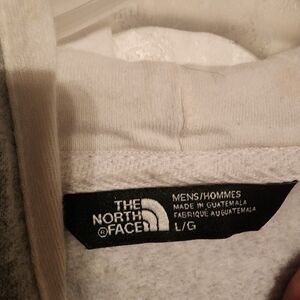 THE
NORTH
FACE®
MENS/HOMMES
MADE IN GUATEMALA
FABRIQUE AU GUATEMALA
L/G